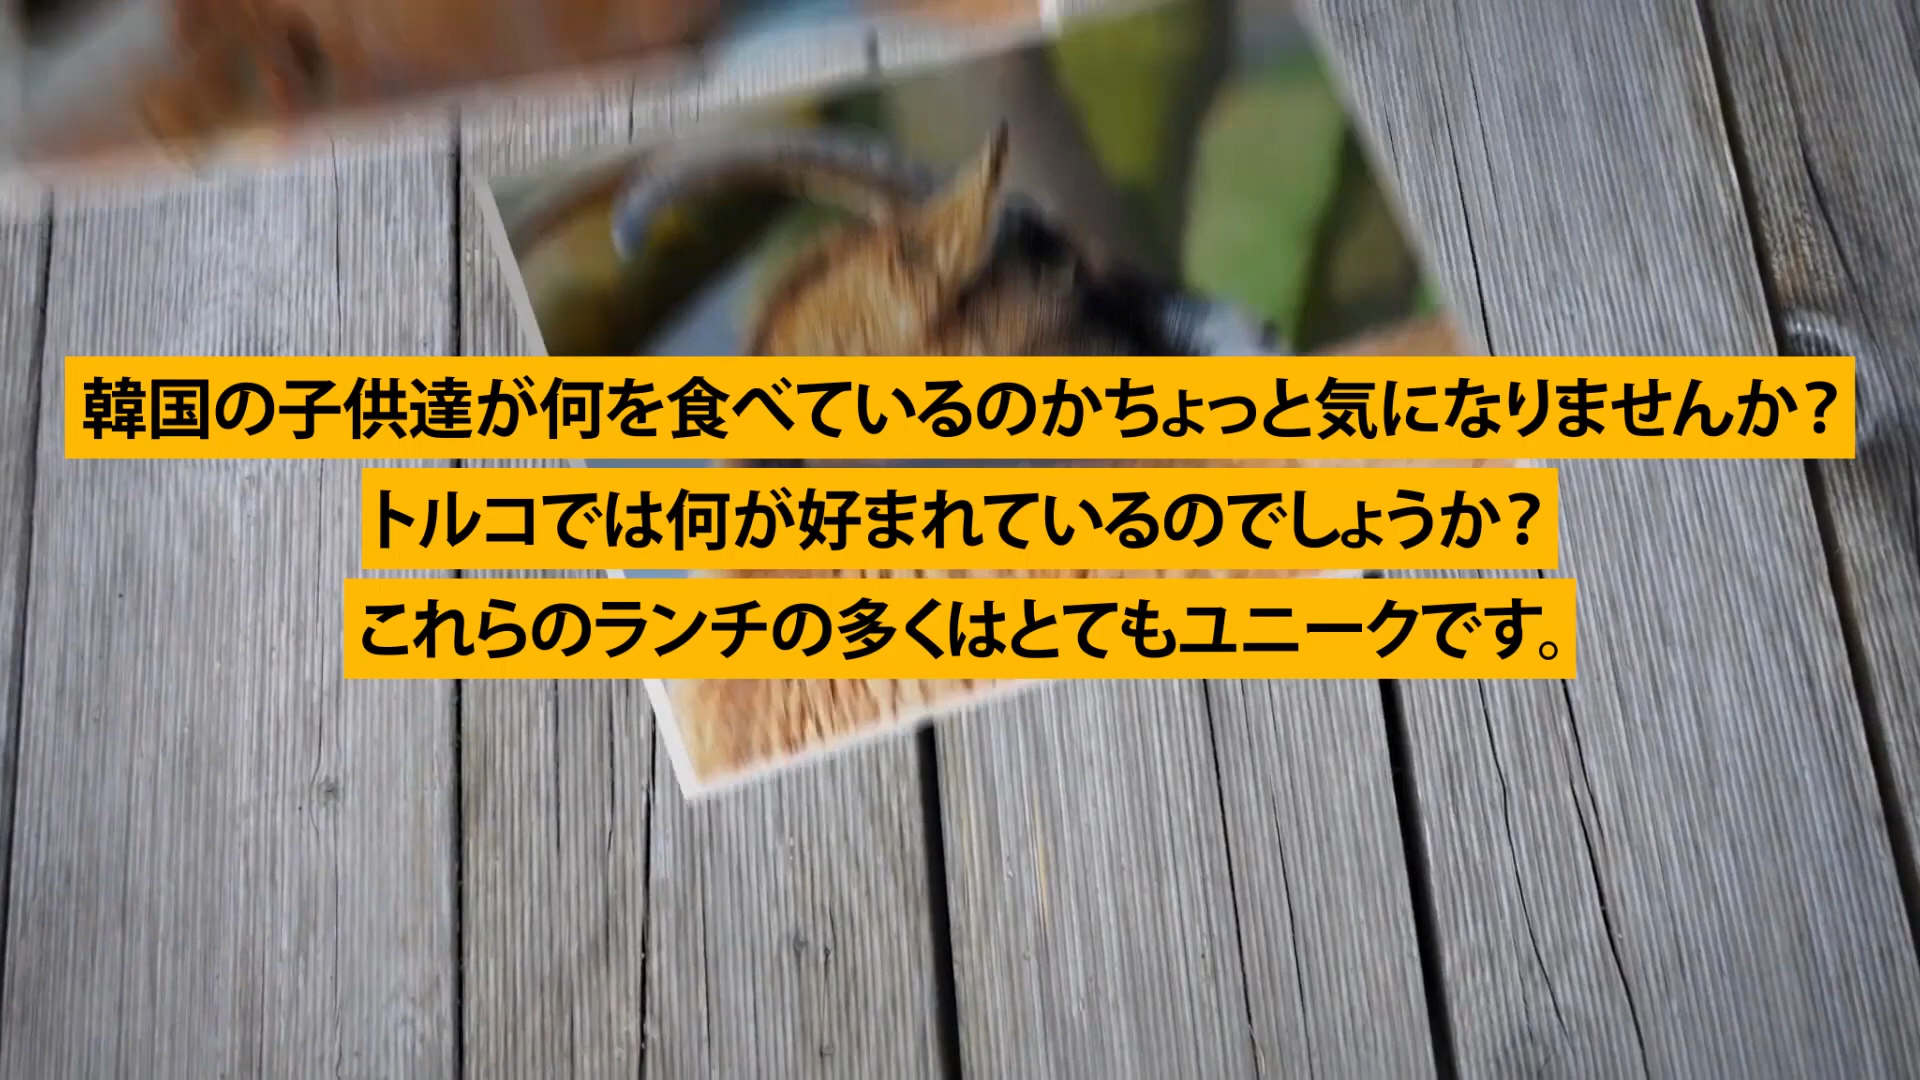 韓国の子供達が何を食べているのかちょっと気になりませんか？
トルコでは何が好まれているのでしょうか？
これらのランチの多くはとてもユニークです。